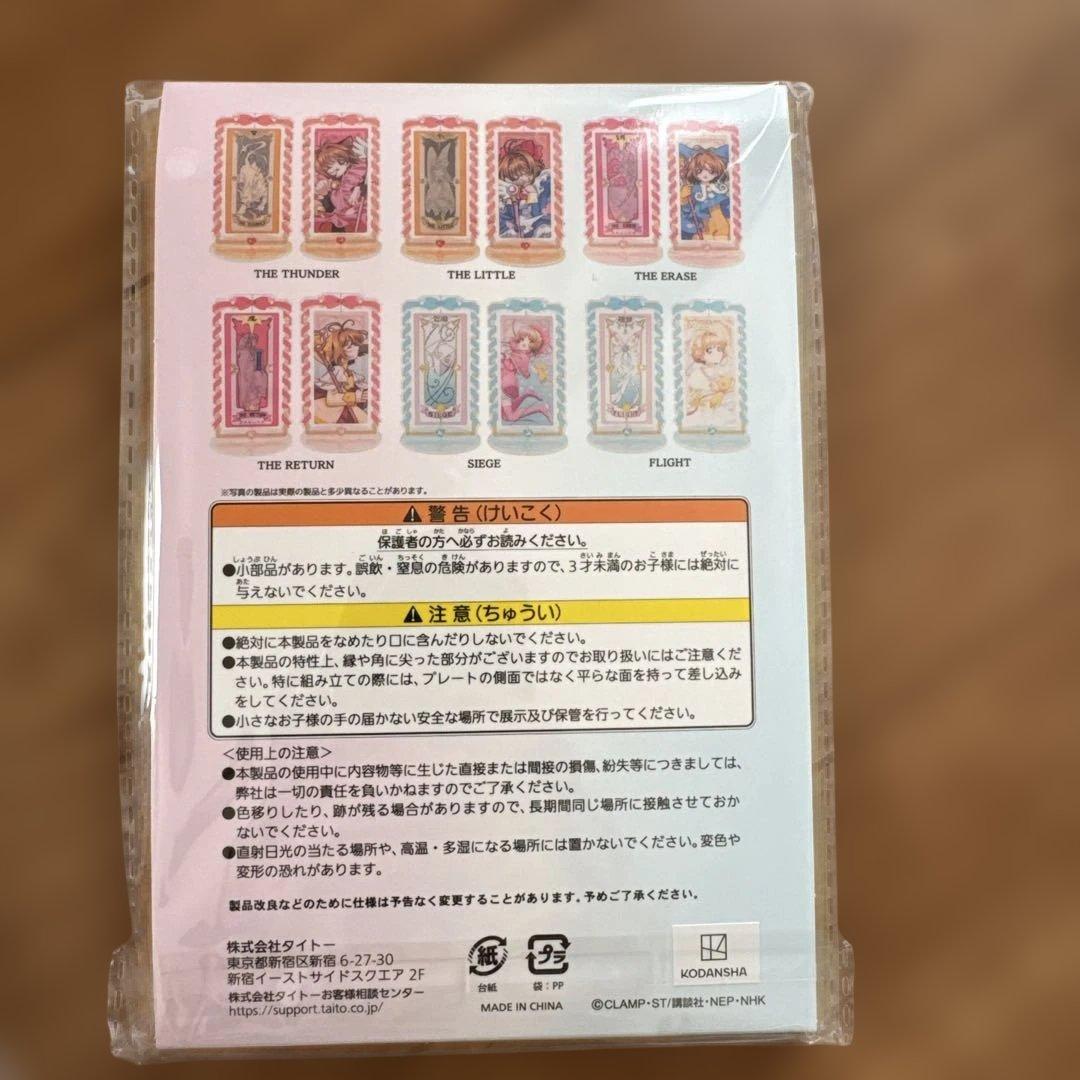 THE THUNDER
THE LITTLE
THE ERASE
THE RETURN
SIEGE
FLIGHT
※写真の製品は実際の製品と多少異なることがあります。
警告(けいこく)
保護者の方へ必ずお読みください。
●小部品があります。誤飲・窒息の危険がありますので、3才未満のお子様には絶対に
与えないでください。
注意(ちゅうい)
●絶対に本製品をなめたり口に含んだりしないでください。
●本製品の特性上、縁や角に尖った部分がございますのでお取り扱いにはご注意くだ
さい。特に組み立ての際には、プレートの側面ではなく平らな面を持って差し込み
をしてください。
●小さなお子様の手の届かない安全な場所で展示及び保管を行ってください。
<使用上の注意>
●本製品の使用中に内容物等に生じた直接または間接の損傷、紛失等につきましては、
弊社は一切の責任を負いかねますのでご了承ください。
●色移りしたり、跡が残る場合がありますので、長期間同じ場所に接触させておか
ないでください。
●直射日光の当たる場所や、高温・多湿になる場所には置かないでください。変色や
変形の恐れがあります。
製品改良などのために仕様は予告なく変更することがあります。予めご了承ください。
株式会社タイトー
東京都新宿区新宿 6-27-30
新宿イーストサイドスクエア 2F
株式会社タイトーお客様相談センター
https://support.taito.co.jp/
紙
台紙
プラ
袋:PP
MADE IN CHINA
KODANSHA
©CLAMP・ST/講談社・NEP・NHK